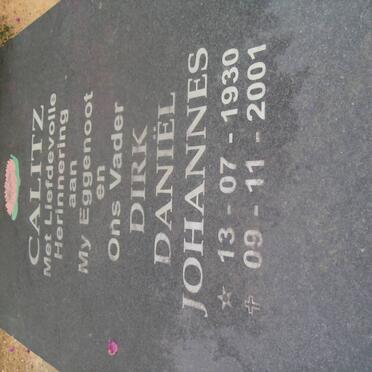 CALITZ
Met Liefdevolle
Herinnering
aan
My Eggenoot
en
Ons Vader
DIRK
DANIËL
JOHANNES
☆ 13 - 07 - 1930
✞ 09 - 11 - 2001